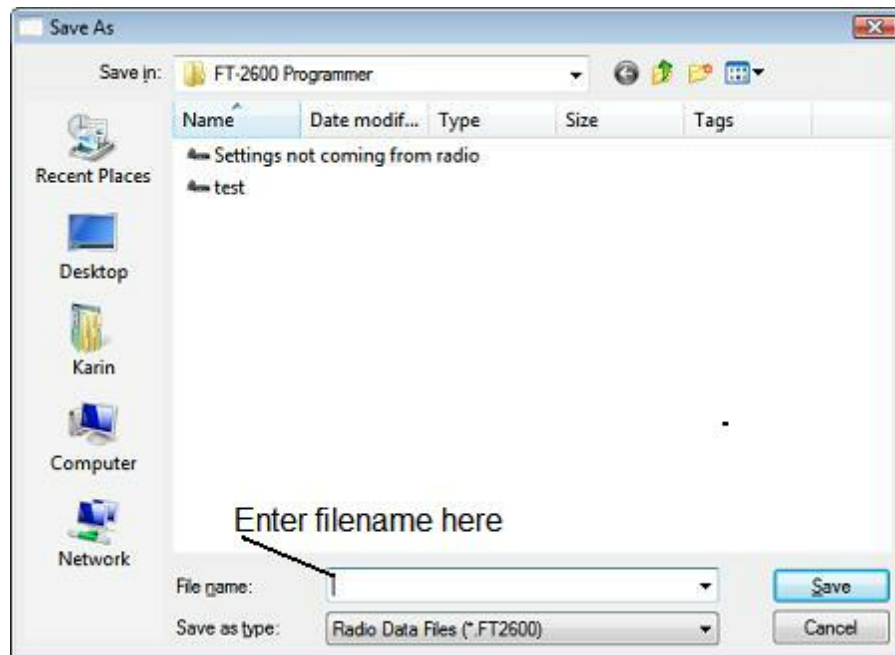 Save As
Save in:
FT-2600 Programmer
Name
Date modif...
Type
Size
Tags
Settings not coming from radio
test
Recent Places
Desktop
Karin
Computer
Network
Enter filename here
File name:
Save
Save as type:
Radio Data Files (*.FT2600)
Cancel